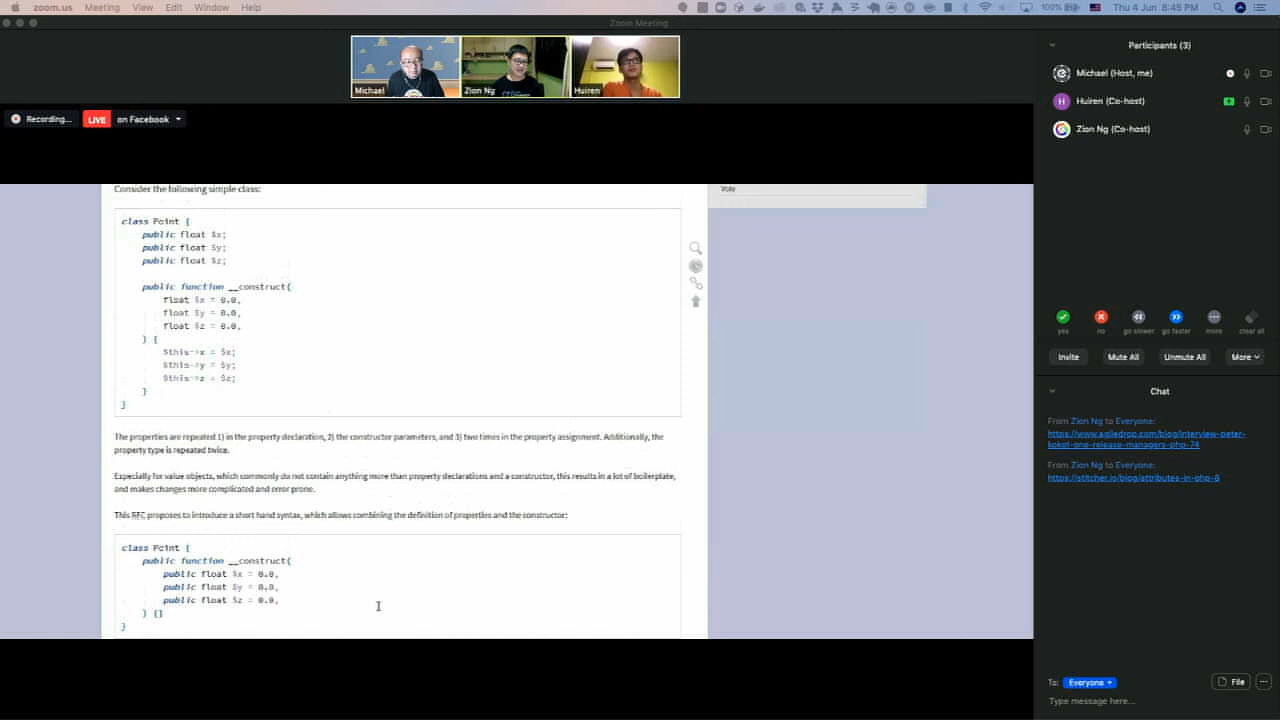 zoom.us Meeting View Edit Window Help
100% Thu 4 Jun 8:45 PM
Zoom Meeting
Michael
Zion Ng
Huiren
Recording...
LIVE on Facebook
Consider the following simple class:
Vote
class Point {
public float $x;
public float $y;
public float $z;
public function __construct(
float $x = 0.0,
float $y = 0.0,
float $z = 0.0,
) {
$this->x = $x;
$this->y = $y;
$this->z = $z;
}
}
The properties are repeated 1) in the property declaration, 2) the constructor parameters, and 3) two times in the property assignment. Additionally, the
property type is repeated twice.
Especially for value objects, which commonly do not contain anything more than property declarations and a constructor, this results in a lot of boilerplate,
and makes changes more complicated and error prone.
This RFC proposes to introduce a short hand syntax, which allows combining the definition of properties and the constructor:
class Point {
public function __construct(
public float $x = 0.0,
public float $y = 0.0,
public float $z = 0.0,
) {}
}
Participants (3)
Michael (Host, me)
H Huiren (Co-host)
Zion Ng (Co-host)
yes no go slower go faster more clear all
Invite Mute All Unmute All More
Chat
From Zion Ng to Everyone:
https://www.agiledrop.com/blog/interview-peter-
kokot-one-release-managers-php-74
From Zion Ng to Everyone:
https://stitcher.io/blog/attributes-in-php-8
To: Everyone File ...
Type message here...